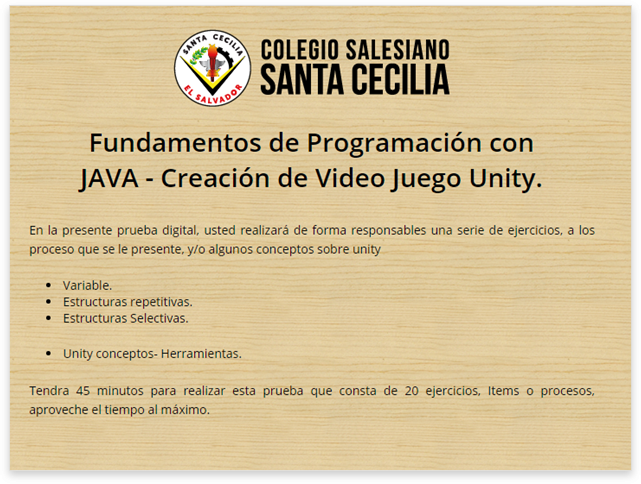 SANTA CECILIA
EL SALVADOR
COLEGIO SALESIANO
SANTA CECILIA
Fundamentos de Programación con
JAVA - Creación de Video Juego Unity.
En la presente prueba digital, usted realizará de forma responsables una serie de ejercicios, a los
proceso que se le presente, y/o algunos conceptos sobre unity
• Variable.
• Estructuras repetitivas.
• Estructuras Selectivas.
• Unity conceptos- Herramientas.
Tendra 45 minutos para realizar esta prueba que consta de 20 ejercicios, Items o procesos,
aproveche el tiempo al máximo.